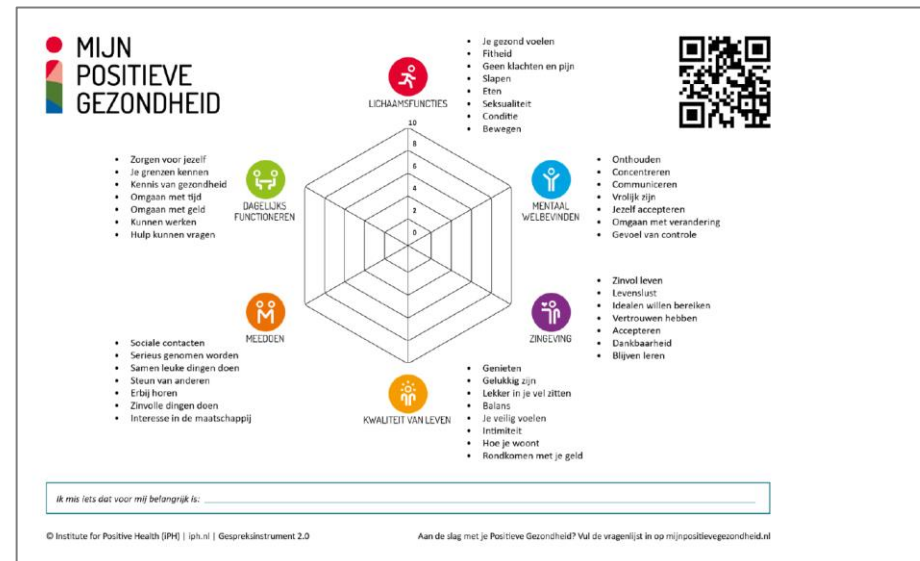 MIJN
POSITIEVE
GEZONDHEID
LICHAAMSFUNCTIES
• Je gezond voelen
• Fitheid
• Geen klachten en pijn
• Slapen
• Eten
• Seksualiteit
• Conditie
• Bewegen
10
8
6
4
2
0
• Zorgen voor jezelf
• Je grenzen kennen
• Kennis van gezondheid
• Omgaan met tijd
• Omgaan met geld
• Kunnen werken
• Hulp kunnen vragen
DAGELIJKS
FUNCTIONEREN
MENTAAL
WELBEVINDEN
• Onthouden
• Concentreren
• Communiceren
• Vrolijk zijn
• Jezelf accepteren
• Omgaan met verandering
• Gevoel van controle
MEEDOEN
• Sociale contacten
• Serieus genomen worden
• Samen leuke dingen doen
• Steun van anderen
• Erbij horen
• Zinvolle dingen doen
• Interesse in de maatschappij
ZINGEVING
• Zinvol leven
• Levenslust
• Idealen willen bereiken
• Vertrouwen hebben
• Accepteren
• Dankbaarheid
• Blijven leren
KWALITEIT VAN LEVEN
• Genieten
• Gelukkig zijn
• Lekker in je vel zitten
• Balans
• Je veilig voelen
• Intimiteit
• Hoe je woont
• Rondkomen met je geld
Ik mis iets dat voor mij belangrijk is:
© Institute for Positive Health (iPH) | iph.nl | Gespreksinstrument 2.0
Aan de slag met je Positieve Gezondheid? Vul de vragenlijst in op mijnpositievegezondheid.nl